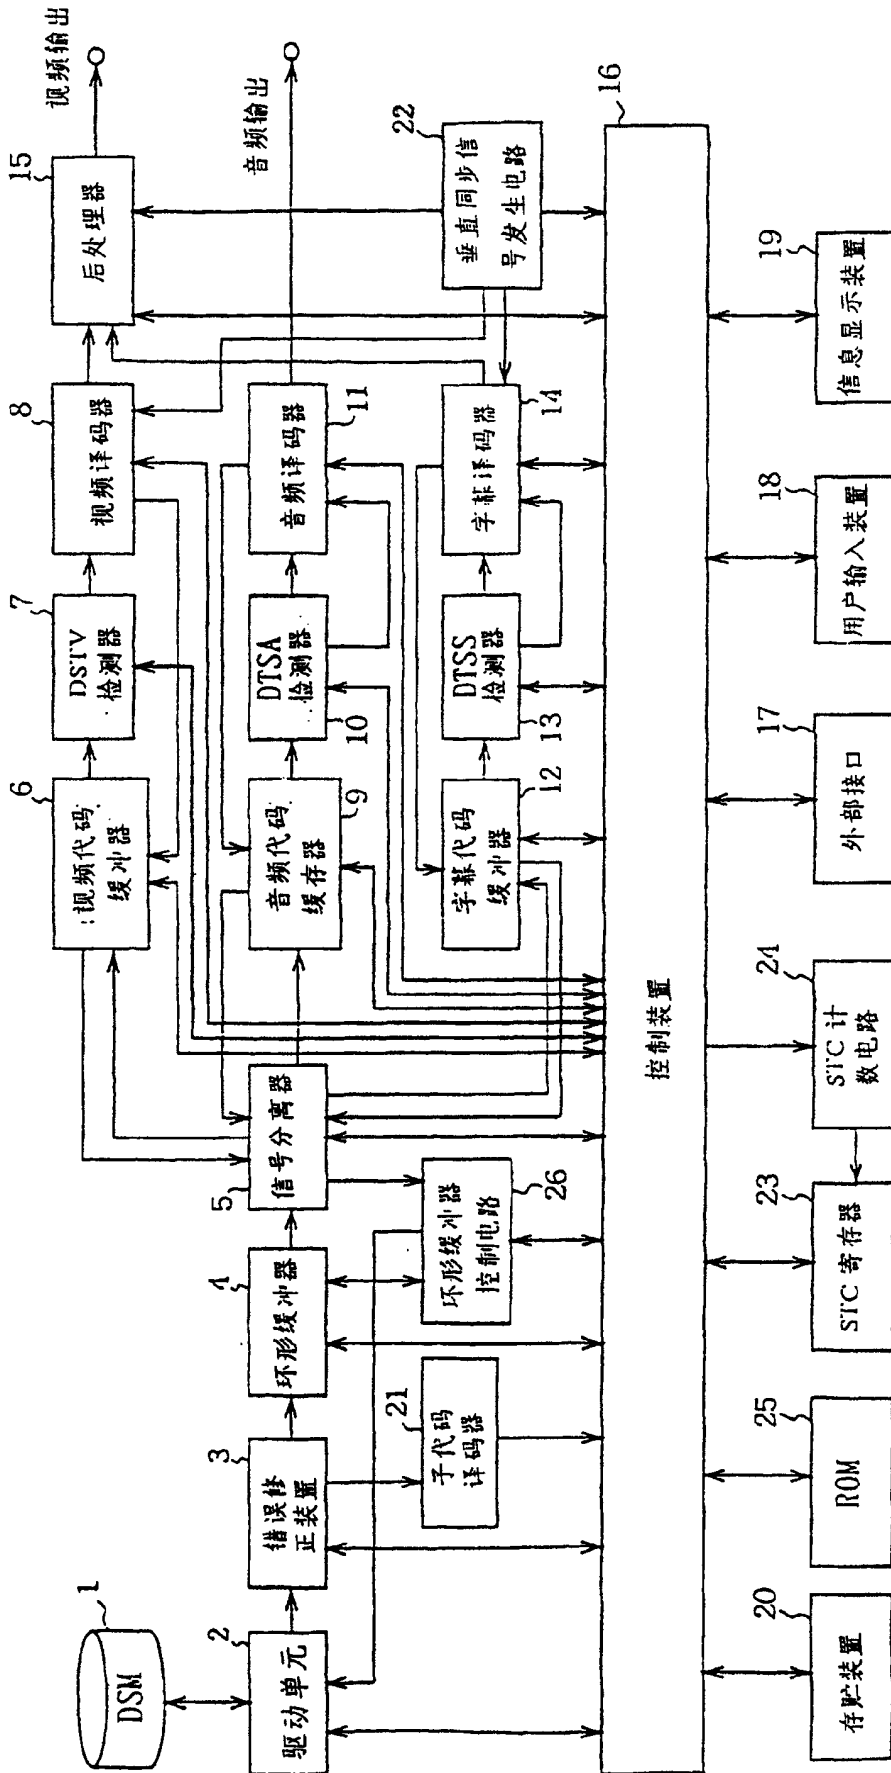 1
DSM
2
驱动单元
3
错误修
正装置
4
环形缓冲器
5
信号分离器
6
视频代码
缓冲器
7
DSTV
检测器
8
视频译码器
15
后处理器
视频输出
9
音频代码
缓存器
10
DTSA
检测器
11
音频译码器
音频输出
12
字幕代码
缓冲器
13
DTSS
检测器
14
字幕译码器
22
垂直同步信
号发生电路
21
子代码
译码器
26
环形缓冲器
控制电路
16
控制装置
20
存贮装置
25
ROM
23
STC 寄存器
24
STC 计
数电路
17
外部接口
18
用户输入装置
19
信息显示装置